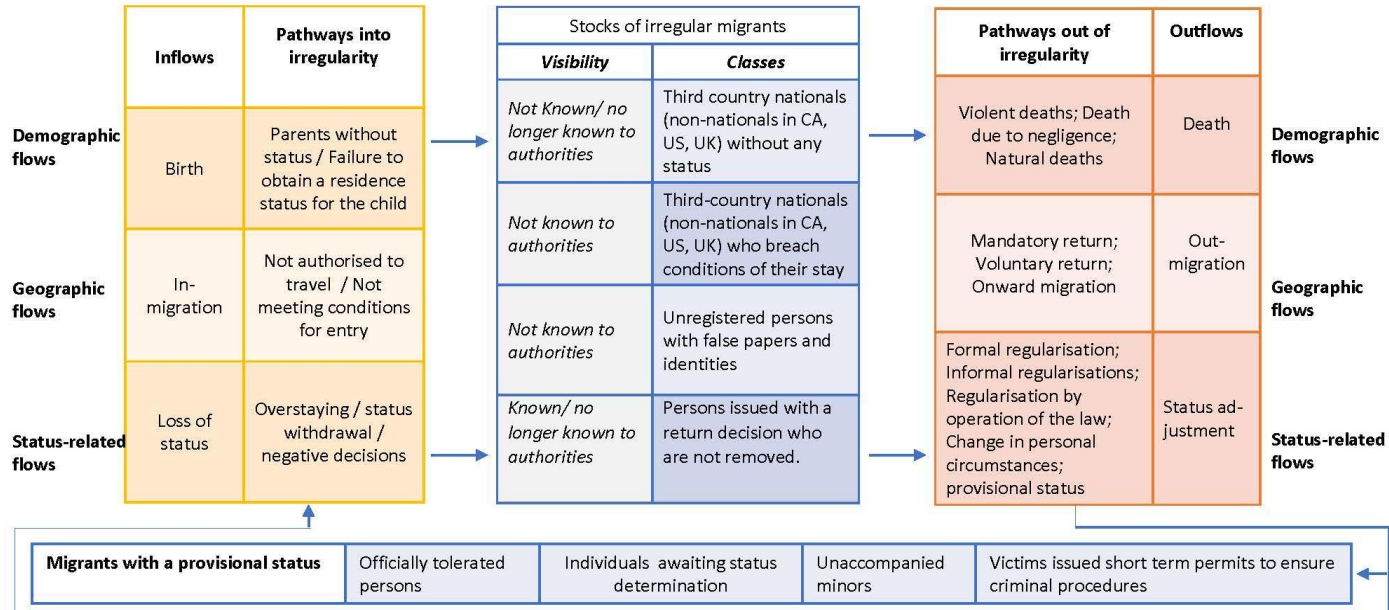 Inflows
Pathways into
irregularity
Demographic
flows
Birth
Parents without
status / Failure to
obtain a residence
status for the child
Geographic
flows
In-
migration
Not authorised to
travel / Not
meeting conditions
for entry
Status-related
flows
Loss of
status
Overstaying / status
withdrawal /
negative decisions
Stocks of irregular migrants
Visibility
Classes
Not Known/ no
longer known to
authorities
Third country nationals
(non-nationals in CA,
US, UK) without any
status
Not known to
authorities
Third-country nationals
(non-nationals in CA,
US, UK) who breach
conditions of their stay
Not known to
authorities
Unregistered persons
with false papers and
identities
Known/ no
longer known to
authorities
Persons issued with a
return decision who
are not removed.
Pathways out of
irregularity
Outflows
Violent deaths; Death
due to negligence;
Natural deaths
Death
Demographic
flows
Mandatory return;
Voluntary return;
Onward migration
Out-
migration
Geographic
flows
Formal regularisation;
Informal regularisations;
Regularisation by
operation of the law;
Change in personal
circumstances;
provisional status
Status ad-
justment
Status-related
flows
Migrants with a provisional status
Officially tolerated
persons
Individuals awaiting status
determination
Unaccompanied
minors
Victims issued short term permits to ensure
criminal procedures